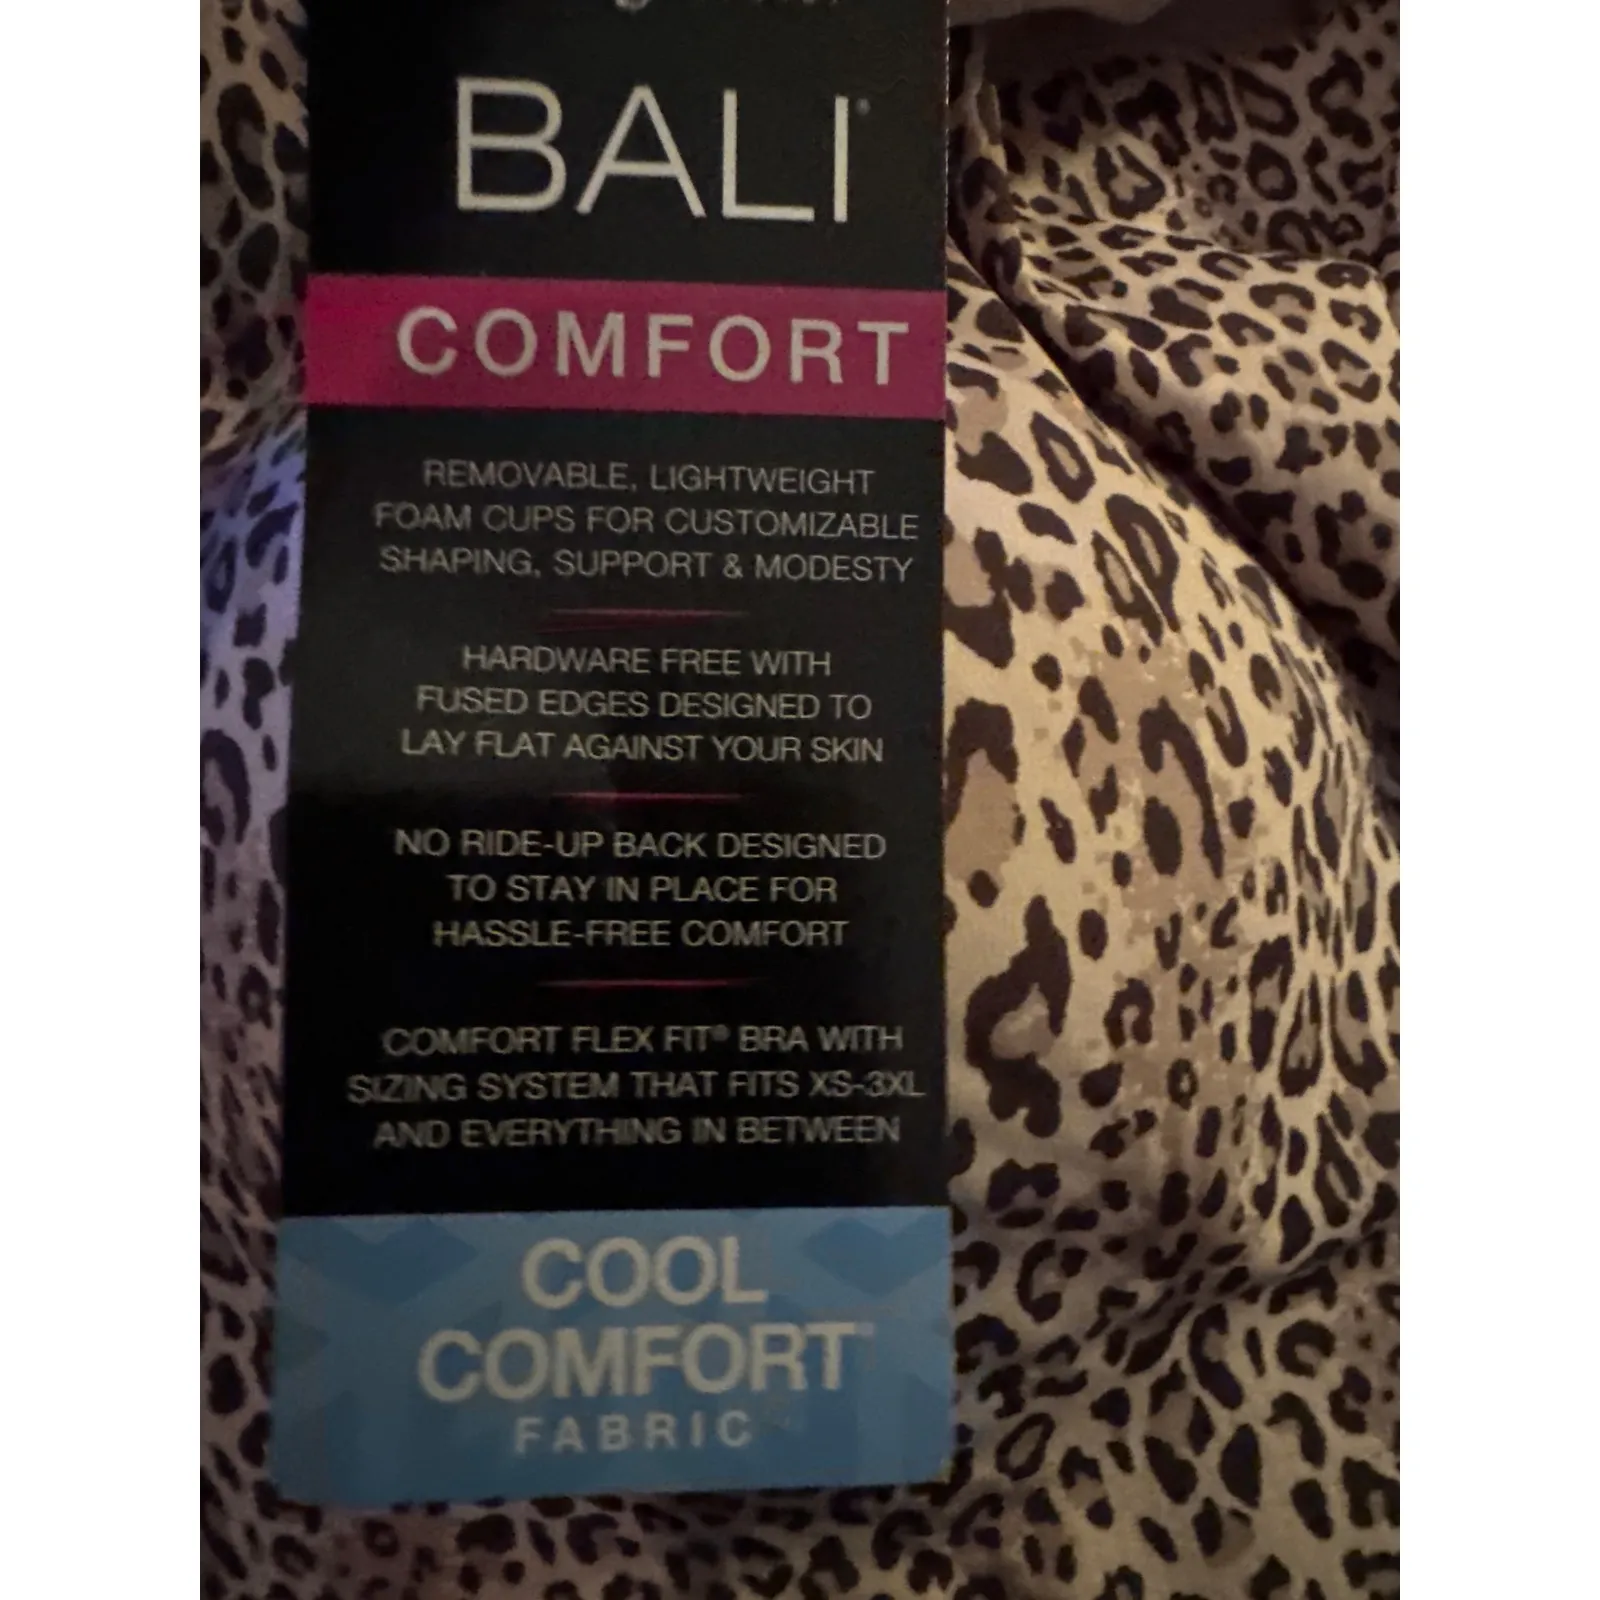 BALI®
COMFORT
REMOVABLE, LIGHTWEIGHT
FOAM CUPS FOR CUSTOMIZABLE
SHAPING, SUPPORT & MODESTY
HARDWARE FREE WITH
FUSED EDGES DESIGNED TO
LAY FLAT AGAINST YOUR SKIN
NO RIDE-UP BACK DESIGNED
TO STAY IN PLACE FOR
HASSLE-FREE COMFORT
COMFORT FLEX FIT® BRA WITH
SIZING SYSTEM THAT FITS XS-3XL
AND EVERYTHING IN BETWEEN
COOL
COMFORT™
FABRIC